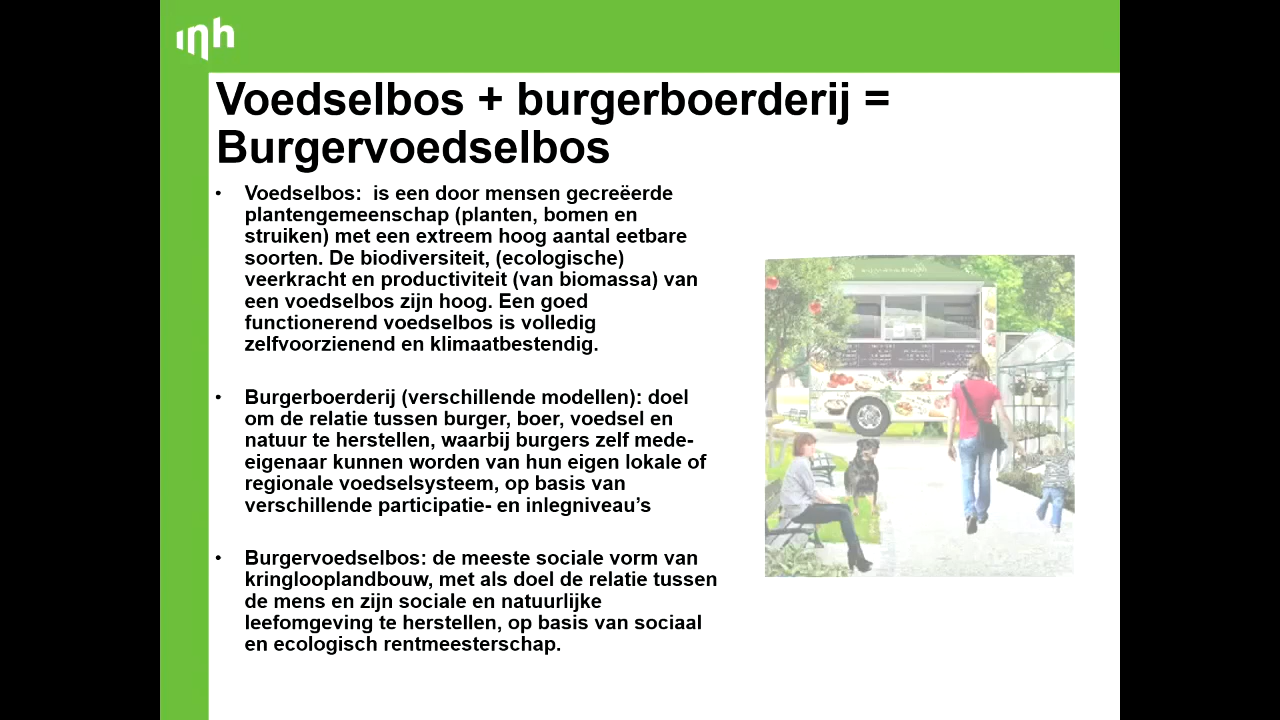 inh
Voedselbos + burgerboerderij =
Burgervoedselbos
• Voedselbos:  is een door mensen gecreëerde
plantengemeenschap (planten, bomen en
struiken) met een extreem hoog aantal eetbare
soorten. De biodiversiteit, (ecologische)
veerkracht en productiviteit (van biomassa) van
een voedselbos zijn hoog. Een goed
functionerend voedselbos is volledig
zelfvoorzienend en klimaatbestendig.
• Burgerboerderij (verschillende modellen): doel
om de relatie tussen burger, boer, voedsel en
natuur te herstellen, waarbij burgers zelf mede-
eigenaar kunnen worden van hun eigen lokale of
regionale voedselsysteem, op basis van
verschillende participatie- en inlegniveau’s
• Burgervoedselbos: de meeste sociale vorm van
kringlooplandbouw, met als doel de relatie tussen
de mens en zijn sociale en natuurlijke
leefomgeving te herstellen, op basis van sociaal
en ecologisch rentmeesterschap.